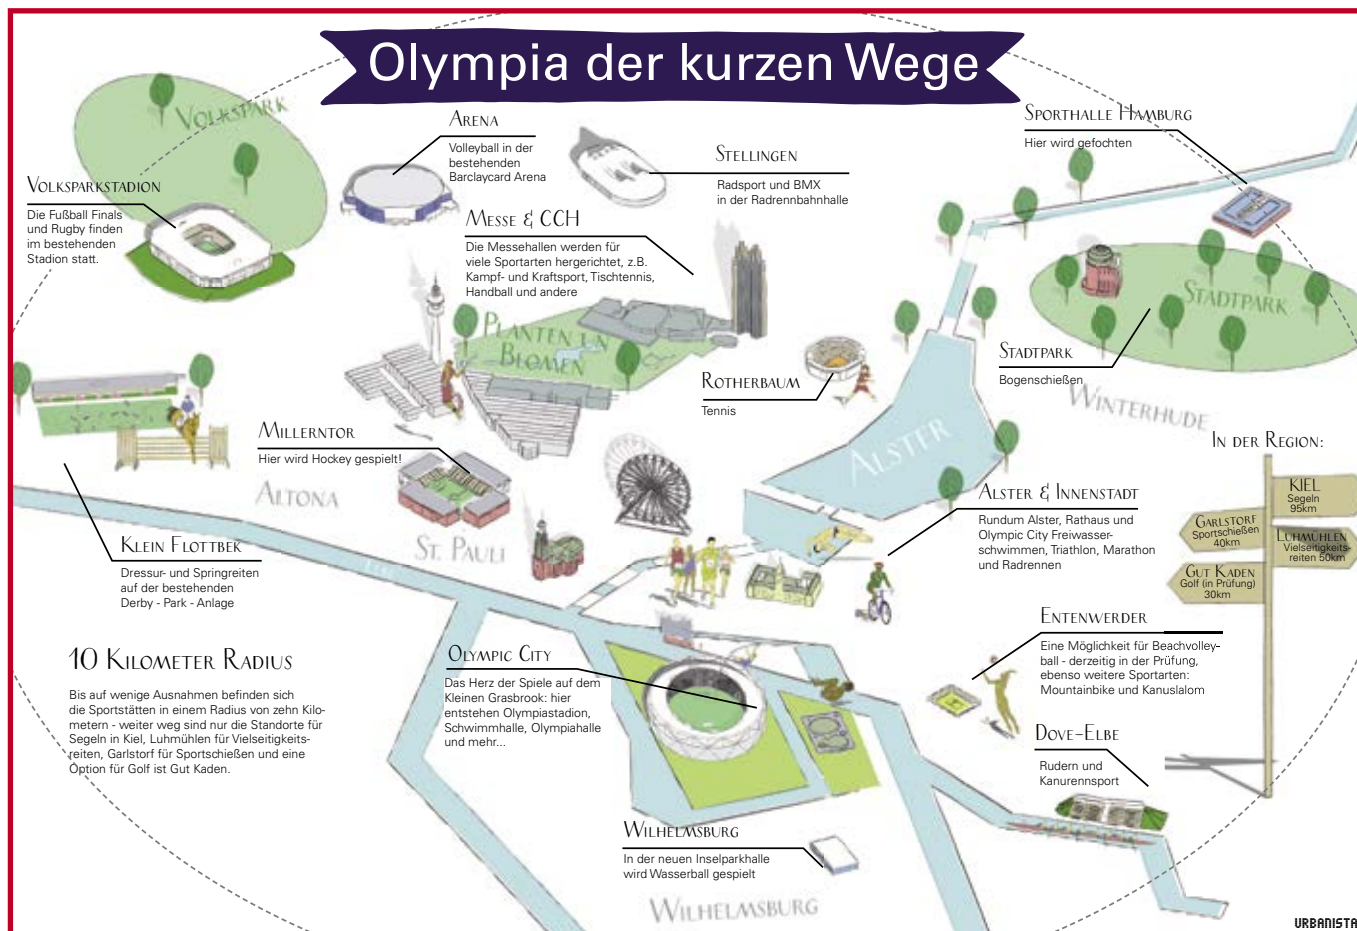 Olympia der kurzen Wege
VOLKSPARK
VOLKSPARKSTADION
Die Fußball Finals
und Rugby finden
im bestehenden
Stadion statt.
ARENA
Volleyball in der
bestehenden
Barclaycard Arena
STELLINGEN
Radsport und BMX
in der Radrennbahnhalle
MESSE & CCH
Die Messehallen werden für
viele Sportarten hergerichtet, z.B.
Kampf- und Kraftsport, Tischtennis,
Handball und andere
SPORTHALLE HAMBURG
Hier wird gefochten
PLANTEN UN
BLOMEN
ROTHERBAUM
Tennis
STADTPARK
STADTPARK
Bogenschießen
WINTERHUDE
MILLERNTOR
Hier wird Hockey gespielt!
ALTONA
ST. PAULI
ALSTER
KLEIN FLOTTBEK
Dressur- und Springreiten
auf der bestehenden
Derby - Park - Anlage
ALSTER & INNENSTADT
Rundum Alster, Rathaus und
Olympic City Freiwasser-
schwimmen, Triathlon, Marathon
und Radrennen
IN DER REGION:
KIEL
Segeln
95km
GARLSTORF
Sportschießen
40km
LUHMÜHLEN
Vielseitigkeits-
reiten 50km
GUT KADEN
Golf (in Prüfung)
30km
10 KILOMETER RADIUS
Bis auf wenige Ausnahmen befinden sich
die Sportstätten in einem Radius von zehn Kilo-
metern - weiter weg sind nur die Standorte für
Segeln in Kiel, Luhmühlen für Vielseitigkeits-
reiten, Garlstorf für Sportschießen und eine
Option für Golf ist Gut Kaden.
OLYMPIC CITY
Das Herz der Spiele auf dem
Kleinen Grasbrook: hier
entstehen Olympiastadion,
Schwimmhalle, Olympiahalle
und mehr...
ENTENWERDER
Eine Möglichkeit für Beachvolley-
ball - derzeitig in der Prüfung,
ebenso weitere Sportarten:
Mountainbike und Kanuslalom
DOVE-ELBE
Rudern und
Kanurennsport
WILHELMSBURG
In der neuen Inselparkhalle
wird Wasserball gespielt
WILHELMSBURG
URBANISTA